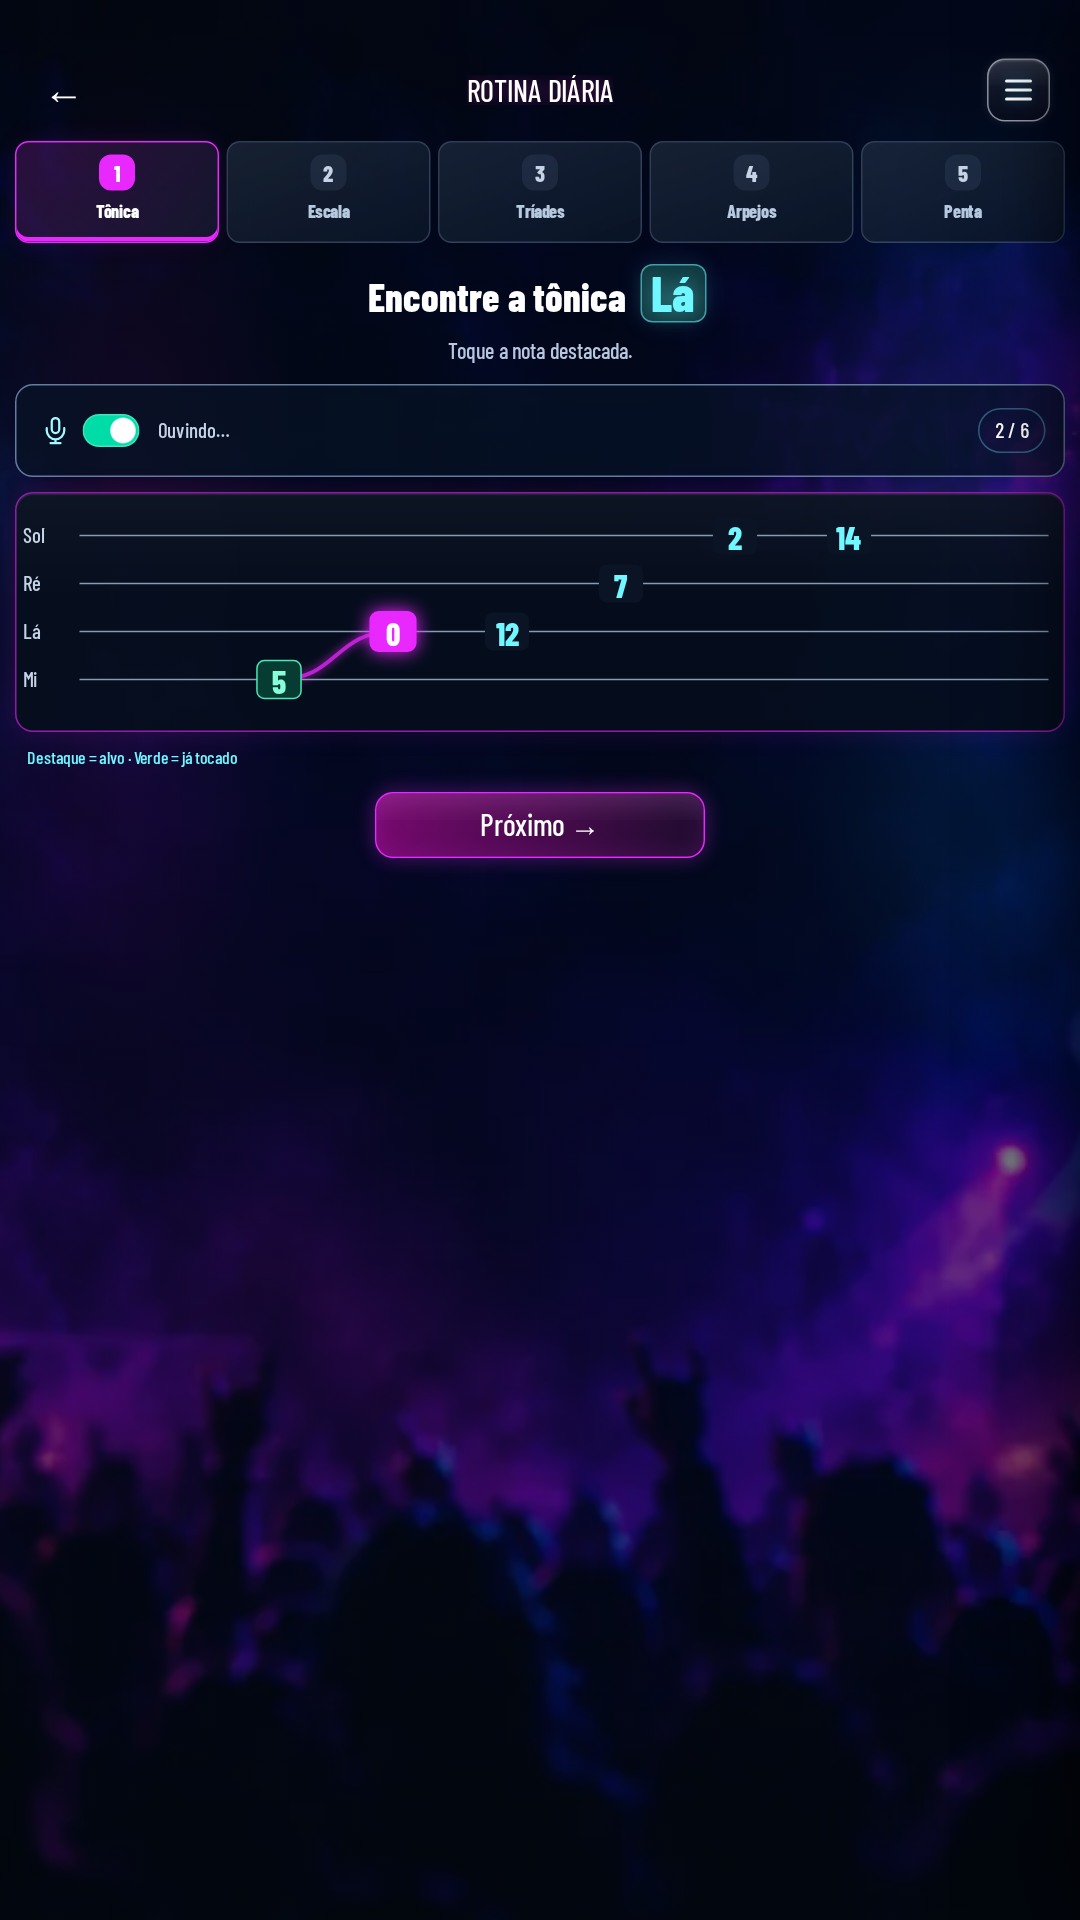 ← ROTINA DIÁRIA
1 2 3 4 5
Tônica Escala Tríades Arpejos Penta
Encontre a tônica Lá
Toque a nota destacada.
Ouvindo... 2 / 6
Sol 2 14
Ré 7
Lá 0 12
Mi 5
Destaque = alvo · Verde = já tocado
Próximo →